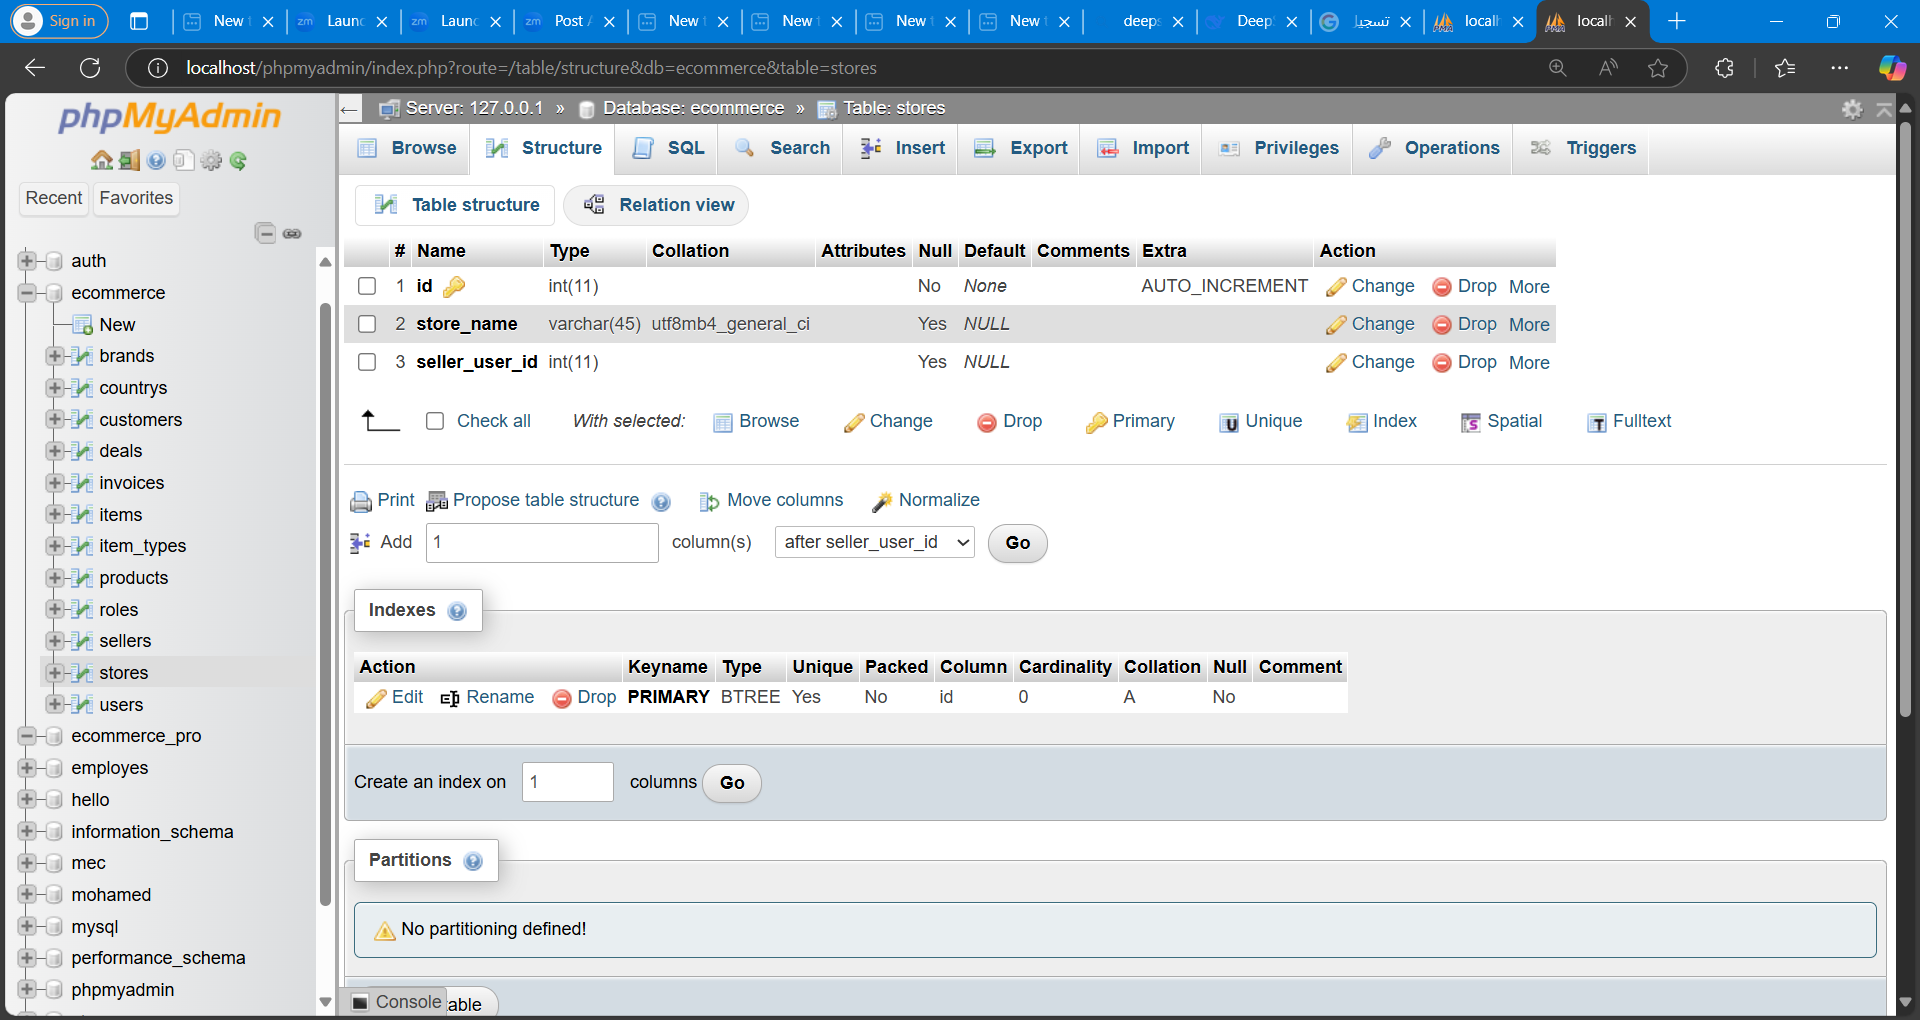 Sign in
New t
Laun
Laun
Post A
New t
New t
New t
New t
deeps
Deep
تسجيل
localh
localh
localhost/phpmyadmin/index.php?route=/table/structure&db=ecommerce&table=stores
phpMyAdmin
Recent
Favorites
auth
ecommerce
New
brands
countrys
customers
deals
invoices
items
item_types
products
roles
sellers
stores
users
ecommerce_pro
employes
hello
information_schema
mec
mohamed
mysql
performance_schema
phpmyadmin
Server: 127.0.0.1 » Database: ecommerce » Table: stores
Browse Structure SQL Search Insert Export Import Privileges Operations Triggers
Table structure Relation view
# Name Type Collation Attributes Null Default Comments Extra Action
1 id int(11) No None AUTO_INCREMENT Change Drop More
2 store_name varchar(45) utf8mb4_general_ci Yes NULL Change Drop More
3 seller_user_id int(11) Yes NULL Change Drop More
Check all With selected: Browse Change Drop Primary Unique Index Spatial Fulltext
Print Propose table structure Move columns Normalize
Add 1 column(s) after seller_user_id Go
Indexes
Action Keyname Type Unique Packed Column Cardinality Collation Null Comment
Edit Rename Drop PRIMARY BTREE Yes No id 0 A No
Create an index on 1 columns Go
Partitions
No partitioning defined!
Console
table